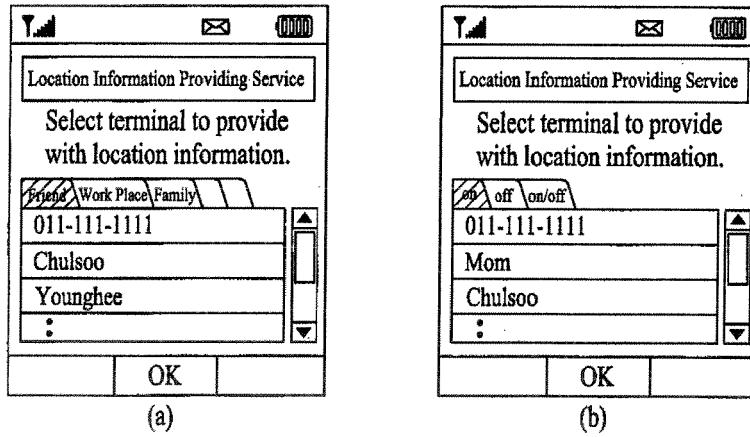 Location Information Providing Service
Select terminal to provide
with location information.
Friend Work Place Family
011-111-1111
Chulsoo
Younghee
:
OK
(a)
Location Information Providing Service
Select terminal to provide
with location information.
on off on/off
011-111-1111
Mom
Chulsoo
:
OK
(b)